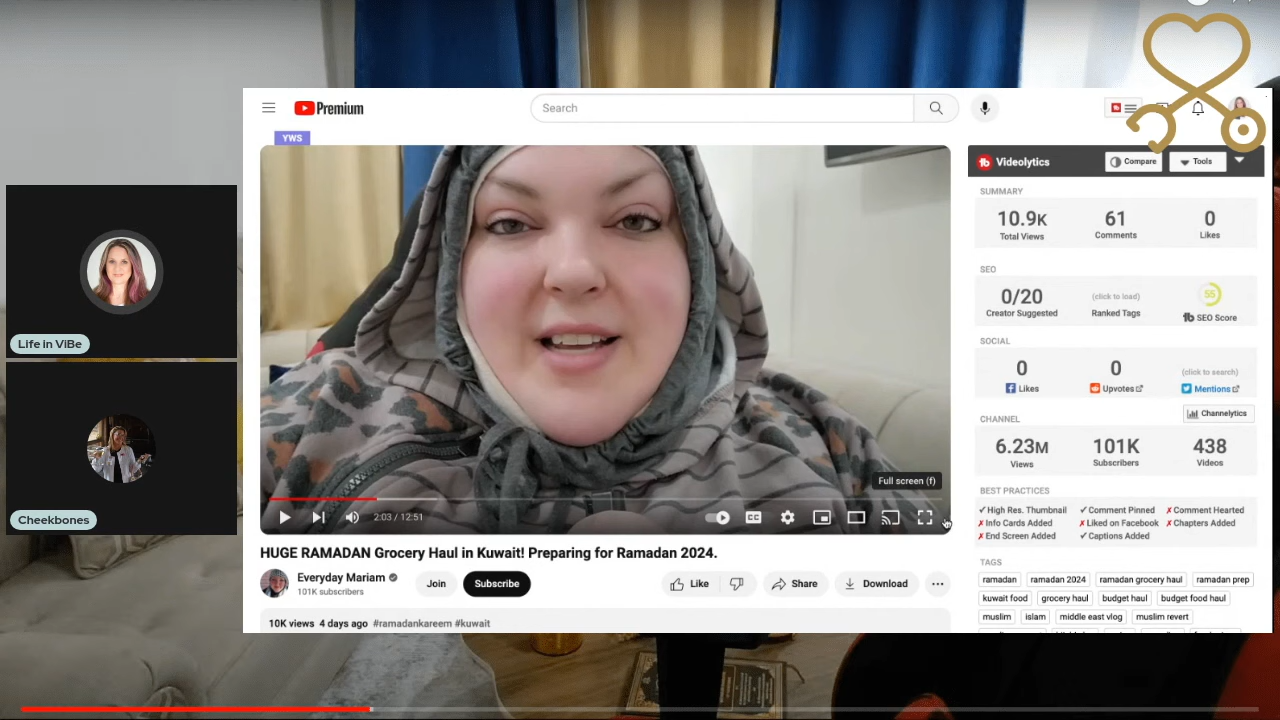 Premium
Search
YWS
Life in ViBe
Cheekbones
Full screen (f)
2:03 / 12:51
CC
HUGE RAMADAN Grocery Haul in Kuwait! Preparing for Ramadan 2024.
Everyday Mariam
101K subscribers
Join
Subscribe
Like
Share
Download
10K views 4 days ago #ramadankareem #kuwait
tb Videolytics
Compare
Tools
SUMMARY
10.9K 61 0
Total Views Comments Likes
SEO
0/20 (click to load) 55
Creator Suggested Ranked Tags tb SEO Score
SOCIAL
0 0 (click to search)
Likes Upvotes Mentions
CHANNEL
Channelytics
6.23M 101K 438
Views Subscribers Videos
BEST PRACTICES
✓ High Res. Thumbnail ✓ Comment Pinned ✗ Comment Hearted
✗ Info Cards Added ✗ Liked on Facebook ✗ Chapters Added
✗ End Screen Added ✓ Captions Added
TAGS
ramadan ramadan 2024 ramadan grocery haul ramadan prep
kuwait food grocery haul budget haul budget food haul
muslim islam middle east vlog muslim revert